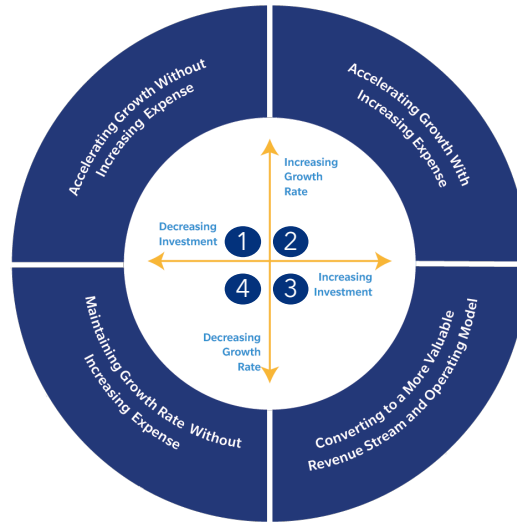 Accelerating Growth Without
Increasing Expense
Accelerating Growth With
Increasing Expense
Increasing
Growth
Rate
Decreasing
Investment
1
2
4
3
Increasing
Investment
Decreasing
Growth
Rate
Maintaining Growth Rate Without
Increasing Expense
Converting to a More Valuable
Revenue Stream and Operating Model